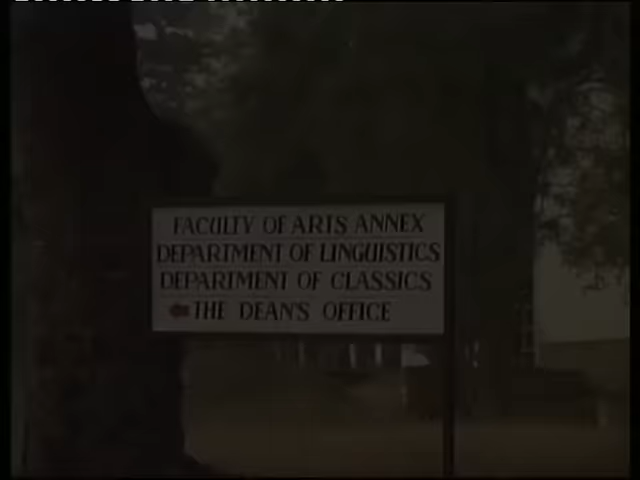 FACULTY OF ARTS ANNEX
DEPARTMENT OF LINGUISTICS
DEPARTMENT OF CLASSICS
THE DEAN'S OFFICE